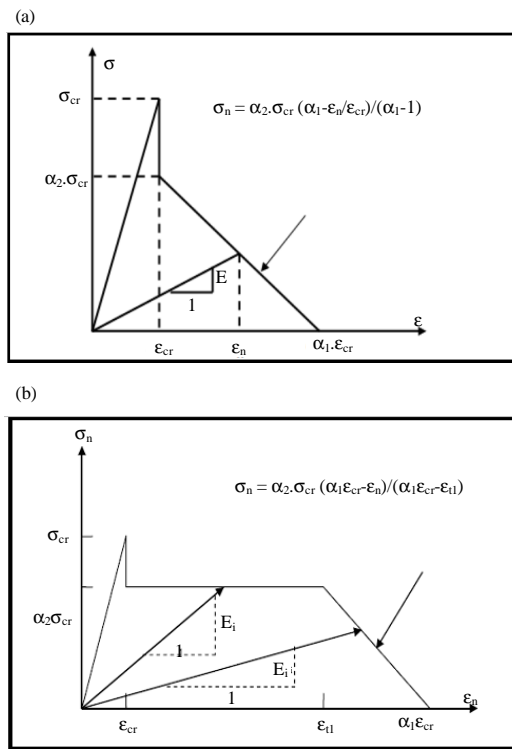 (a)
σ
σcr
σn = α2.σcr (α1-εn/εcr)/(α1-1)
α2.σcr
E
1
ε
εcr
εn
α1.εcr
(b)
σn
σn = α2.σcr (α1εcr-εn)/(α1εcr-εt1)
σcr
α2σcr
Ei
1
Ei i
1
εn
εcr
εt1
α1εcr